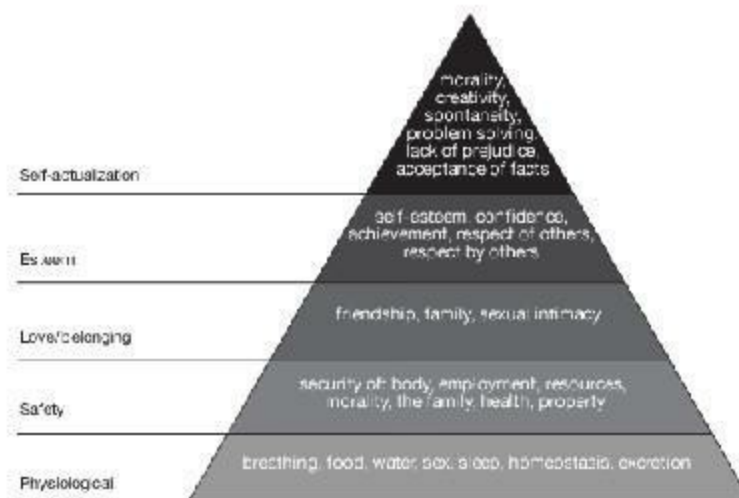 morality,
creativity,
spontaneity,
problem solving,
lack of prejudice,
acceptance of facts
Self-actualization
self-esteem, confidence,
achievement, respect of others,
respect by others
Esteem
friendship, family, sexual intimacy
Love/belonging
security of: body, employment, resources,
morality, the family, health, property
Safety
breathing, food, water, sex, sleep, homeostasis, excretion
Physiological